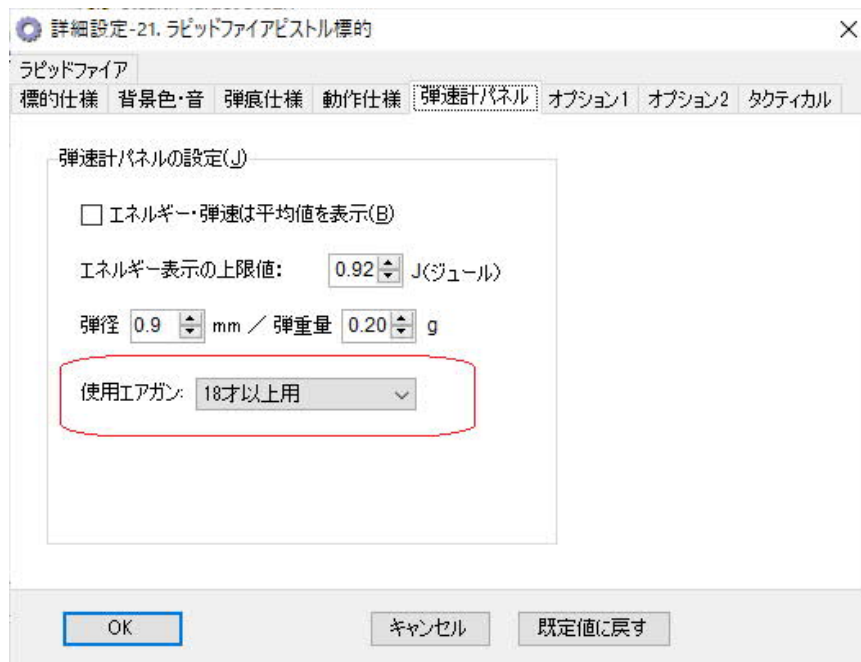 詳細設定-21. ラピッドファイアピストル標的
ラピッドファイア
標的仕様 背景色・音 弾痕仕様 動作仕様 弾速計パネル オプション1 オプション2 タクティカル
弾速計パネルの設定(J)
エネルギー・弾速は平均値を表示(B)
エネルギー表示の上限値: 0.92 J(ジュール)
弾径 0.9 mm ／ 弾重量 0.20 g
使用エアガン: 18才以上用
OK キャンセル 既定値に戻す